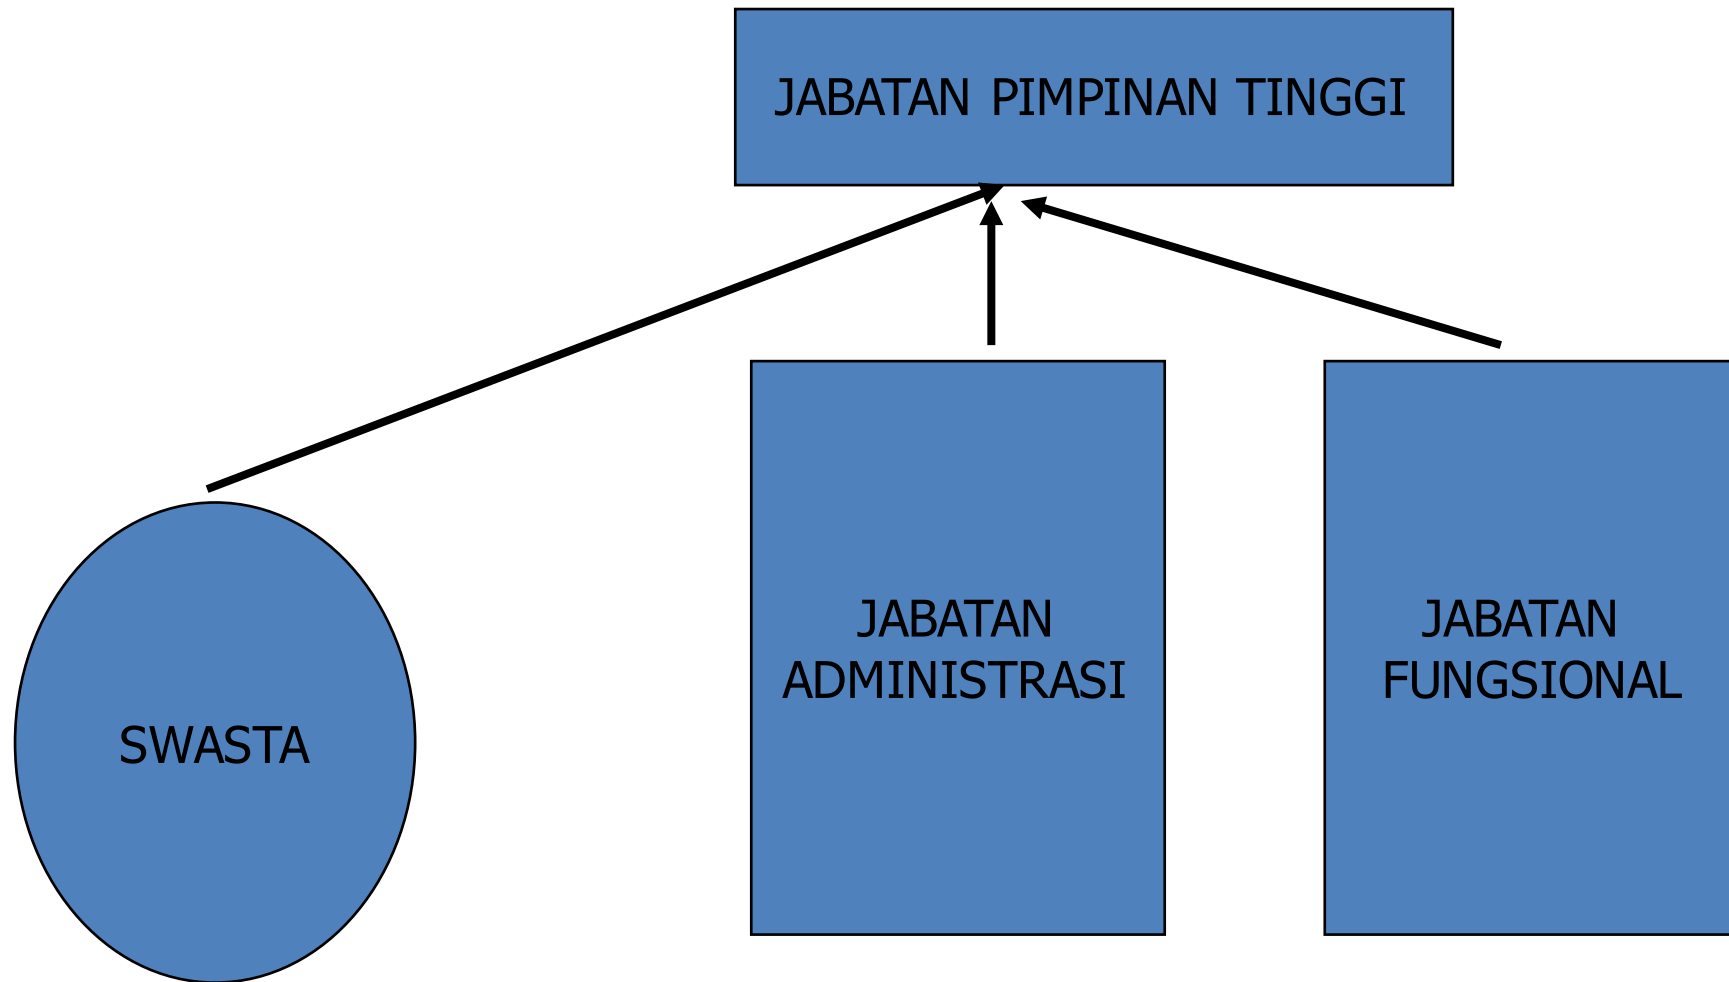 JABATAN PIMPINAN TINGGI
JABATAN
ADMINISTRASI
JABATAN
FUNGSIONAL
SWASTA